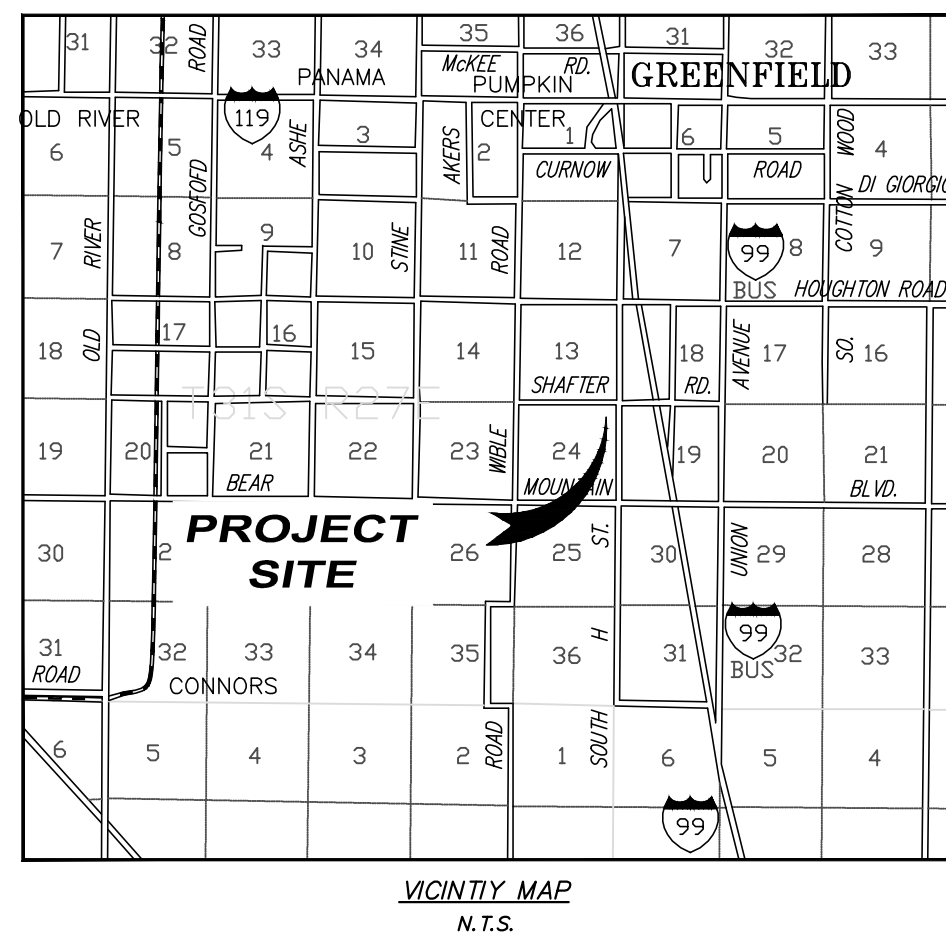 31 32 ROAD 33 34 35 36 31 32 33
McKEE RD.
PANAMA PUMPKIN GREENFIELD
119
OLD RIVER CENTER
6 5 4 ASHE 3 AKERS 2 1 6 5 WOOD 4
CURNOW ROAD DI GIORGIO
GOSFOFD
7 RIVER 8 9 10 STINE 11 ROAD 12 7 99 8 COTTON 9
BUS HOUGHTON ROAD
18 OLD 17 16 15 14 13 18 AVENUE 17 SO. 16
SHAFTER RD.
T31S R27E
19 20 21 22 23 WIBLE 24 19 20 21
BEAR MOUNTAIN BLVD.
PROJECT
SITE
30 2 26 25 ST. 30 UNION 29 28
99
BUS
31 32 33 34 35 36 H 31 32 33
ROAD CONNORS
6 5 4 3 2 ROAD 1 SOUTH 6 5 4
99
VICINTIY MAP
N.T.S.